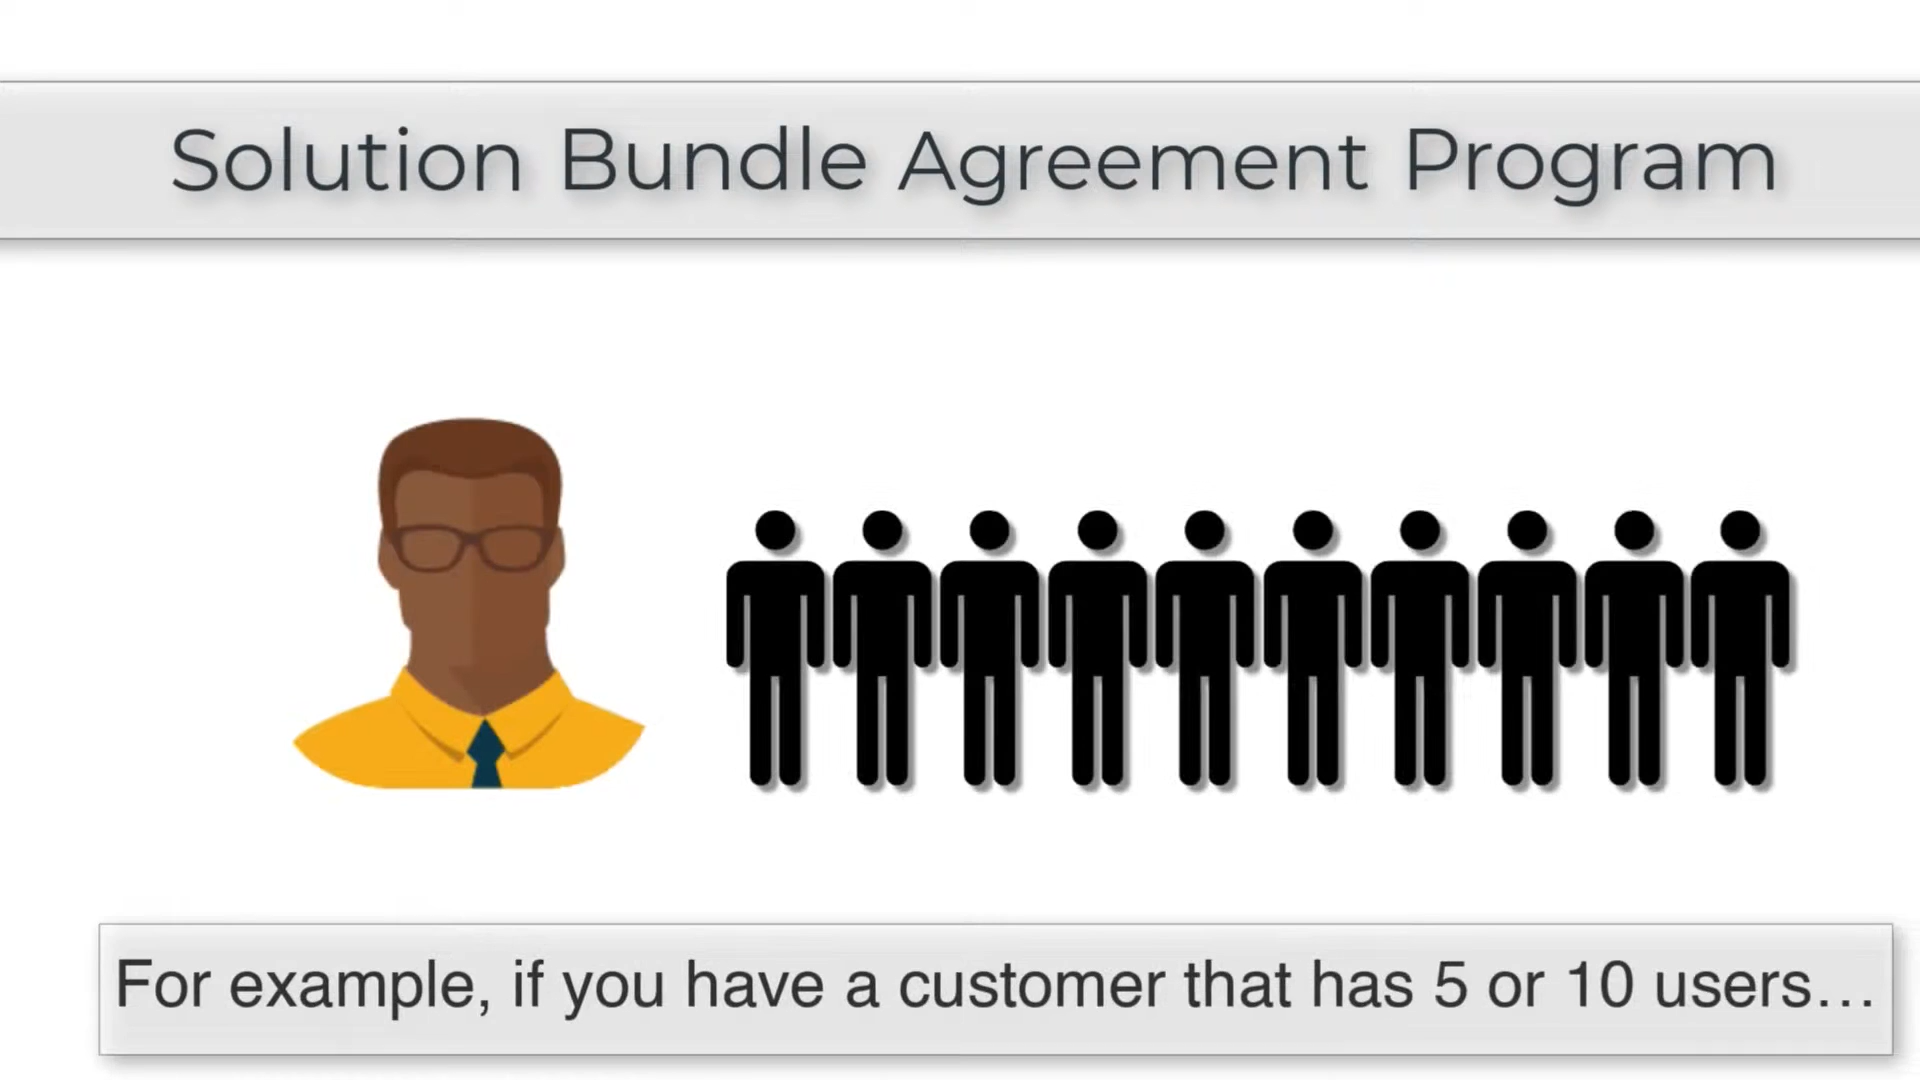 Solution Bundle Agreement Program
For example, if you have a customer that has 5 or 10 users…